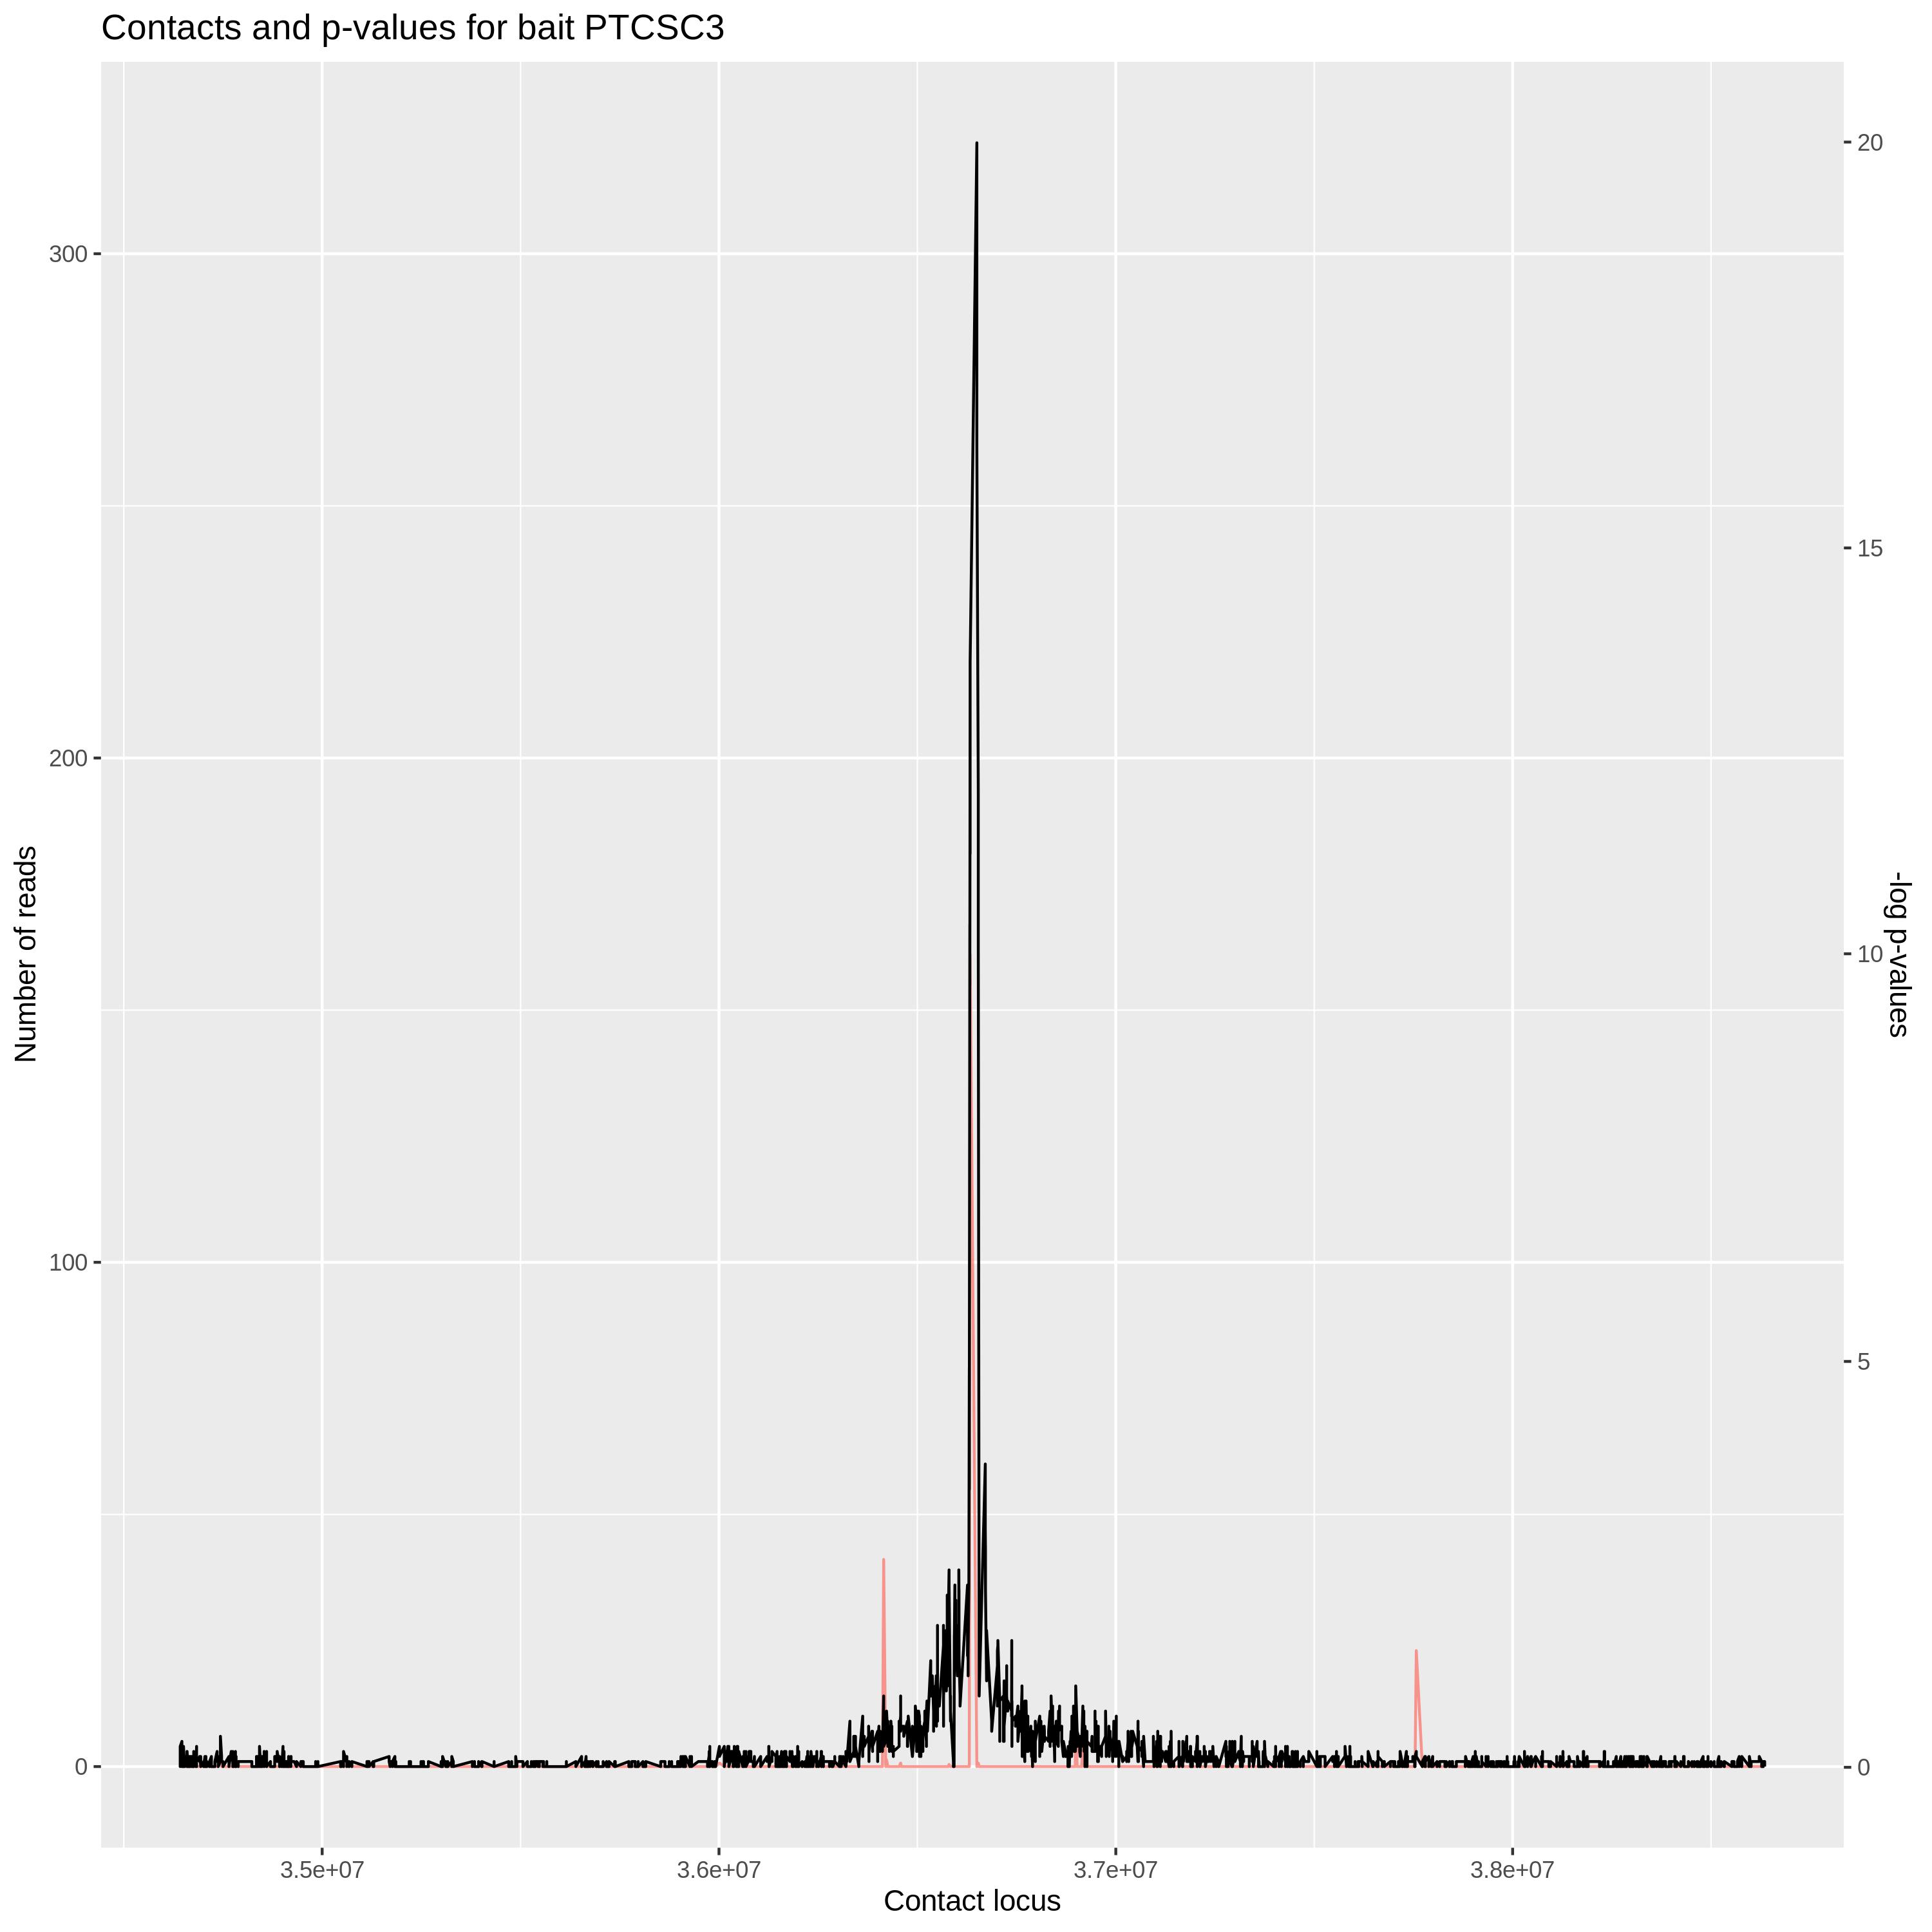 Contacts and p-values for bait PTCSC3
300
200
100
0
Number of reads
20
15
10
5
0
-log p-values
3.5e+07
3.6e+07
3.7e+07
3.8e+07
Contact locus